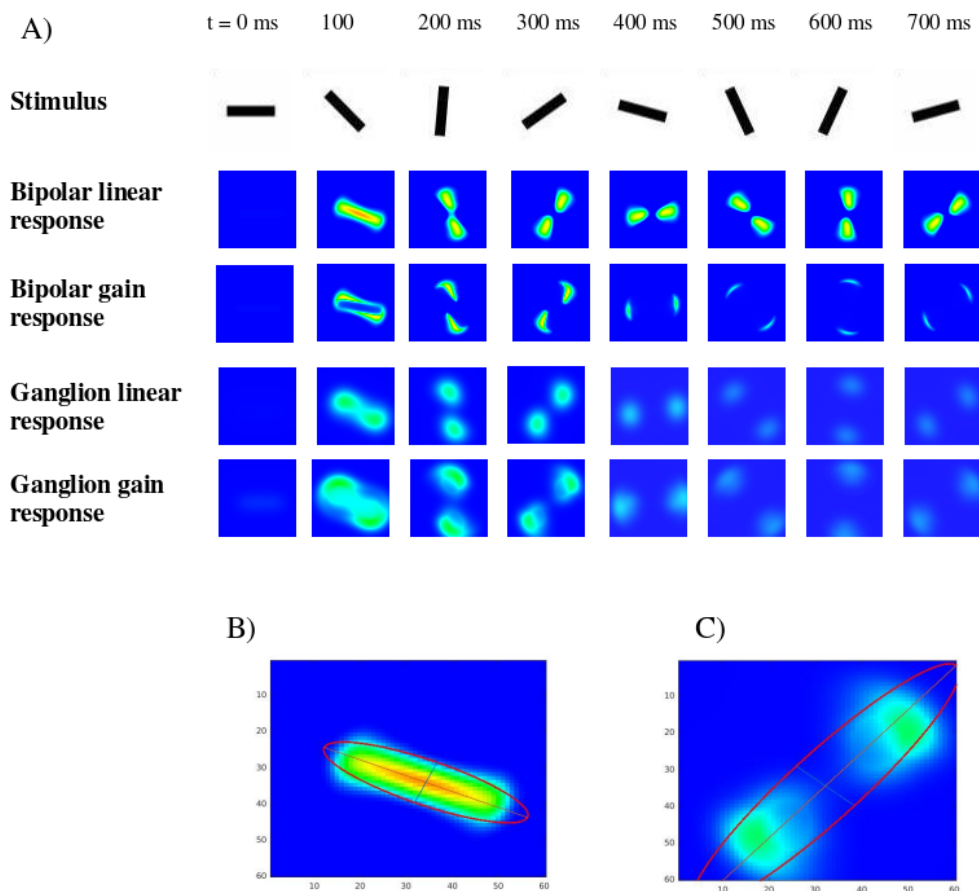 A)
t = 0 ms 100 200 ms 300 ms 400 ms 500 ms 600 ms 700 ms
Stimulus
Bipolar linear
response
Bipolar gain
response
Ganglion linear
response
Ganglion gain
response
B)
10
20
30
40
50
60
10 20 30 40 50 60
C)
10
20
30
40
50
60
10 20 30 40 50 60